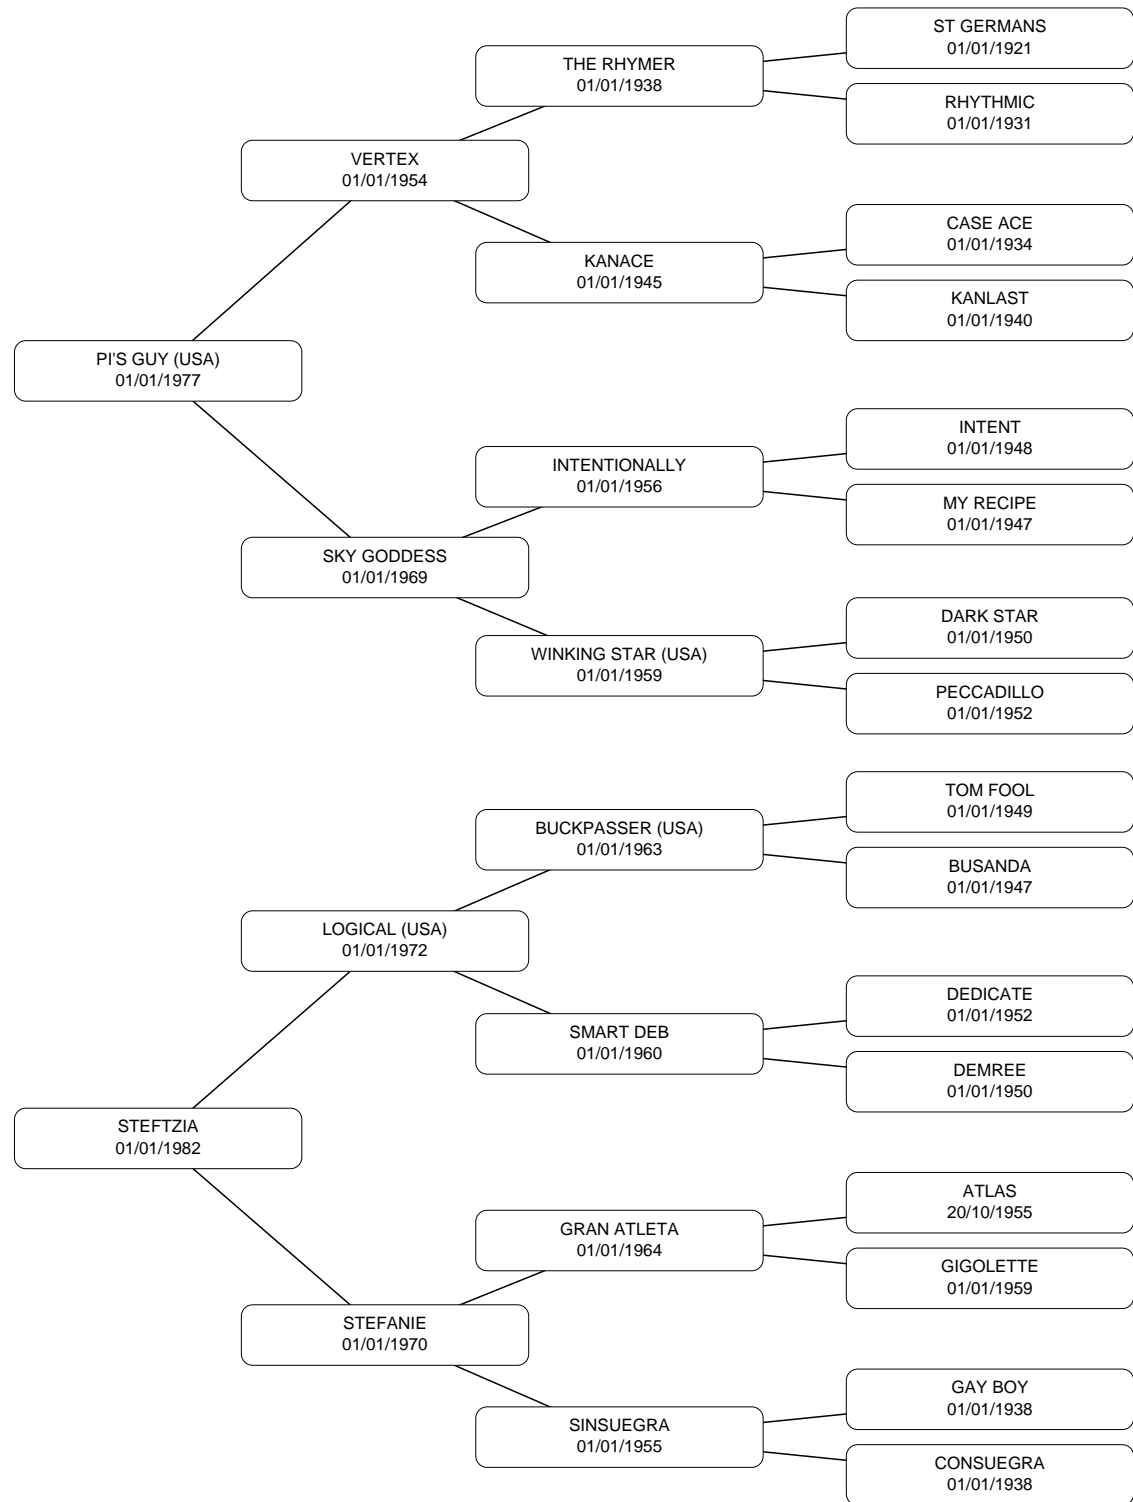 ST GERMANS
01/01/1921
THE RHYMER
01/01/1938
RHYTHMIC
01/01/1931
VERTEX
01/01/1954
CASE ACE
01/01/1934
KANACE
01/01/1945
KANLAST
01/01/1940
PI'S GUY (USA)
01/01/1977
INTENT
01/01/1948
INTENTIONALLY
01/01/1956
MY RECIPE
01/01/1947
SKY GODDESS
01/01/1969
DARK STAR
01/01/1950
WINKING STAR (USA)
01/01/1959
PECCADILLO
01/01/1952
TOM FOOL
01/01/1949
BUCKPASSER (USA)
01/01/1963
BUSANDA
01/01/1947
LOGICAL (USA)
01/01/1972
DEDICATE
01/01/1952
SMART DEB
01/01/1960
DEMREE
01/01/1950
STEFTZIA
01/01/1982
ATLAS
20/10/1955
GRAN ATLETA
01/01/1964
GIGOLETTE
01/01/1959
STEFANIE
01/01/1970
GAY BOY
01/01/1938
SINSUEGRA
01/01/1955
CONSUEGRA
01/01/1938